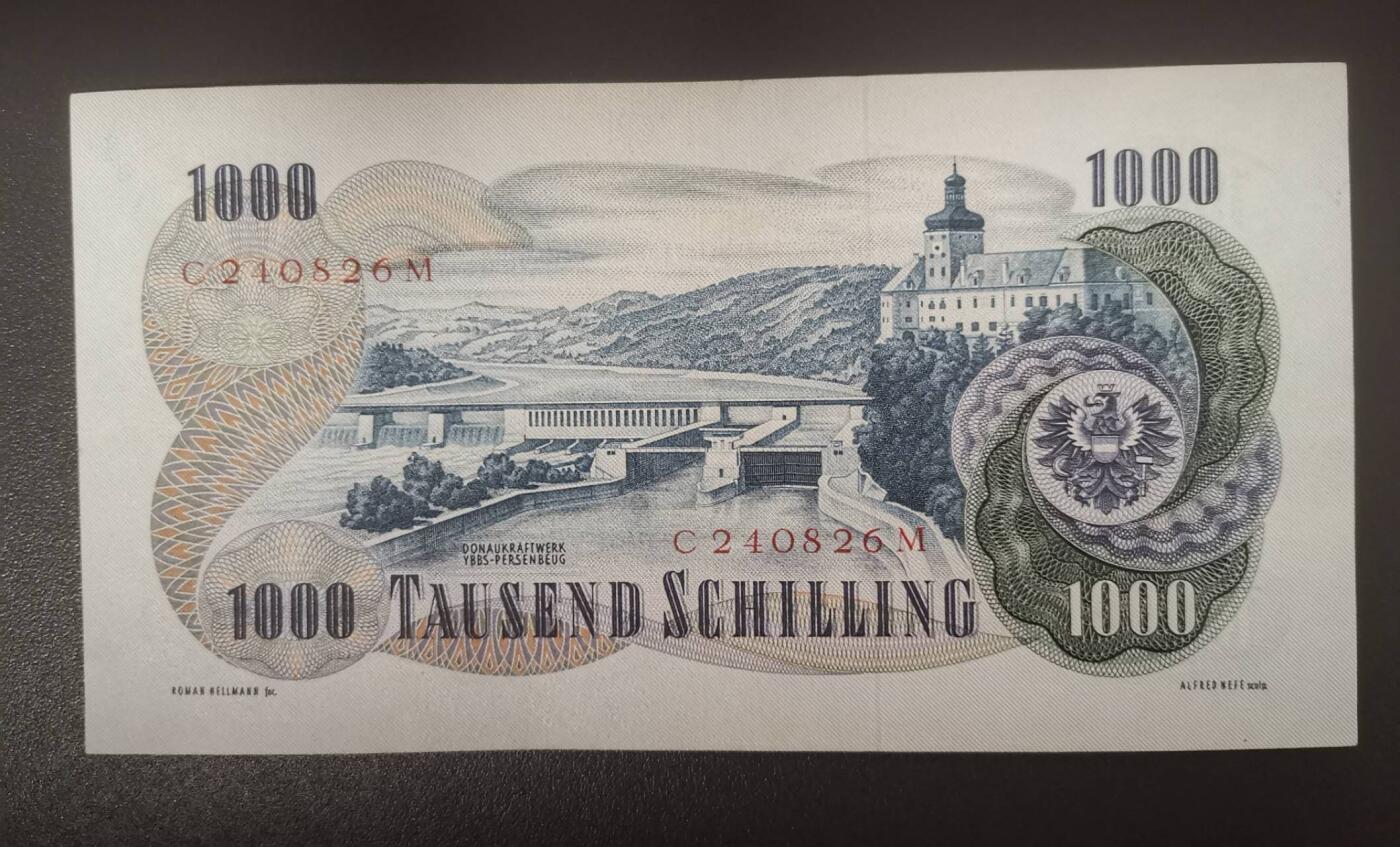 1000
1000
C 240826 M
C 240826 M
DONAUKRAFTWERK
YBBS-PERSENBEUG
1000
TAUSEND SCHILLING
1000
ROMAN HELLMANN fec.
ALFRED NEFE sculp.